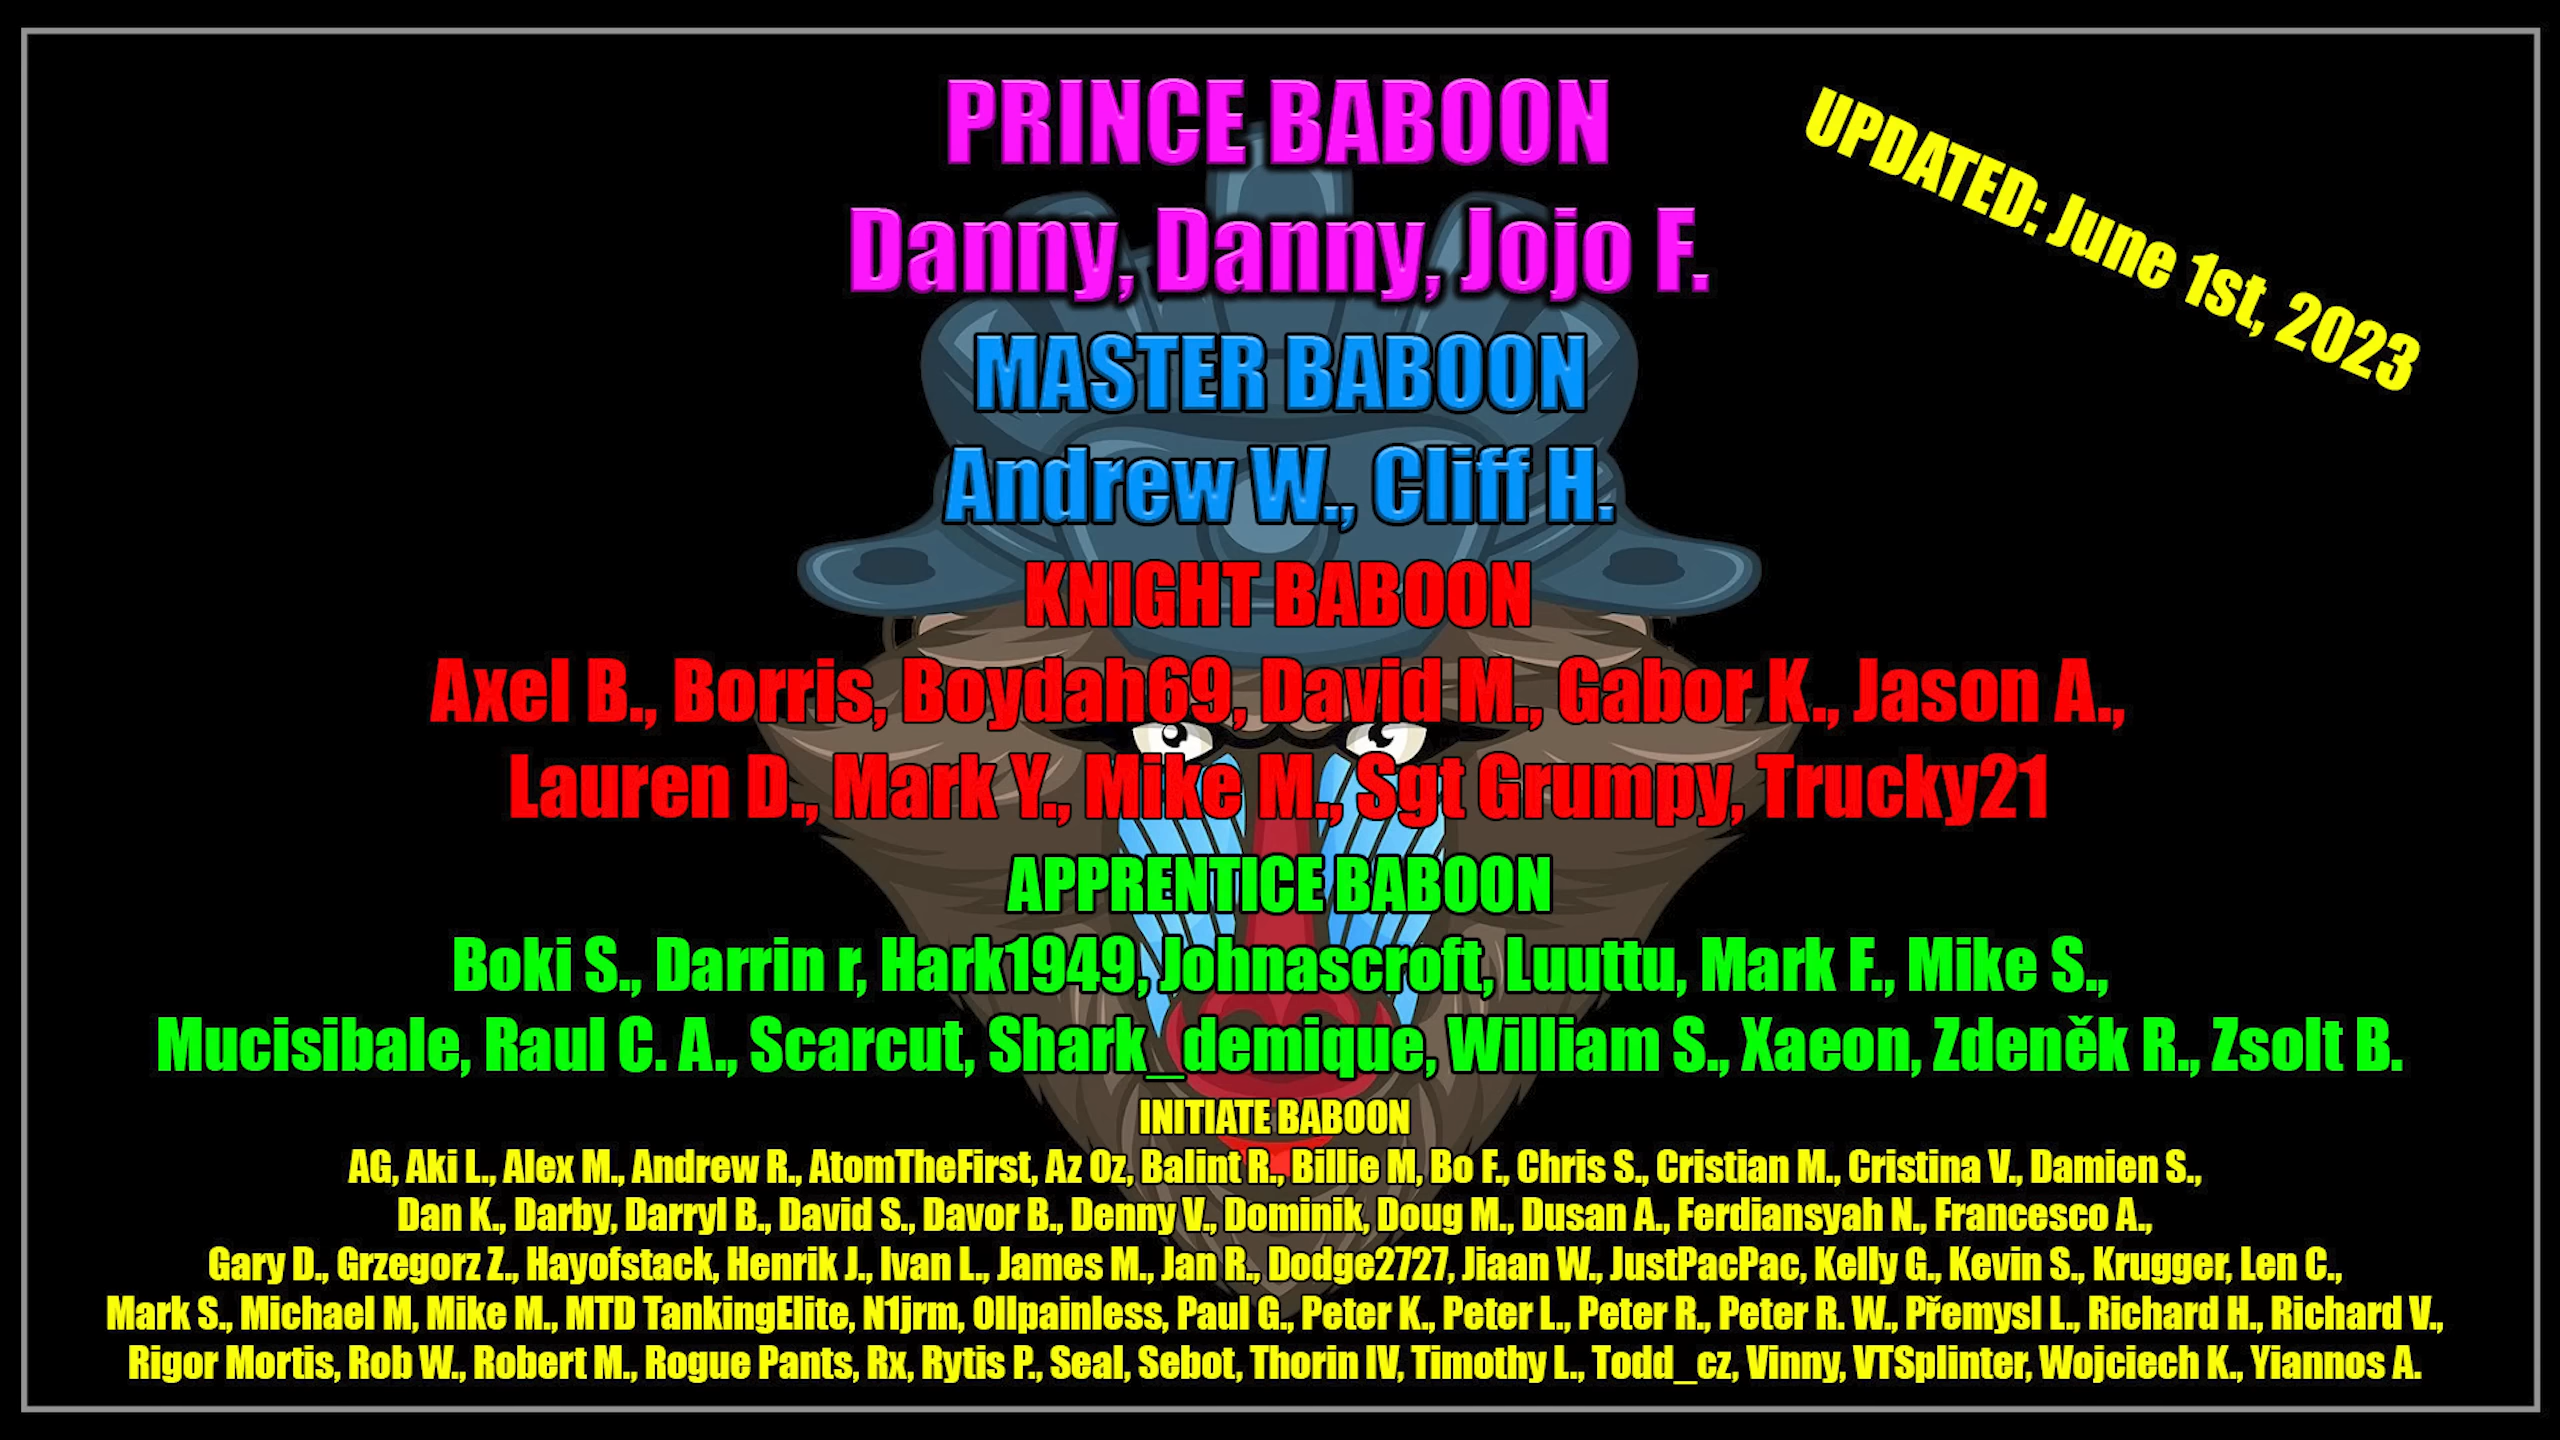 PRINCE BABOON
UPDATED: June 1st, 2023
Danny, Danny, Jojo F.
MASTER BABOON
Andrew W., Cliff H.
KNIGHT BABOON
Axel B., Borris, Boydah69, David M., Gabor K., Jason A.,
Lauren D., Mark Y., Mike M., Sgt Grumpy, Trucky21
APPRENTICE BABOON
Boki S., Darrin r, Hark1949, Johnascroft, Luuttu, Mark F., Mike S.,
Mucisibale, Raul C. A., Scarcut, Shark_demique, William S., Xaeon, Zdeněk R., Zsolt B.
INITIATE BABOON
AG, Aki L., Alex M., Andrew R., AtomTheFirst, Az Oz, Balint R., Billie M, Bo F., Chris S., Cristian M., Cristina V., Damien S.,
Dan K., Darby, Darryl B., David S., Davor B., Denny V., Dominik, Doug M., Dusan A., Ferdiansyah N., Francesco A.,
Gary D., Grzegorz Z., Hayofstack, Henrik J., Ivan L., James M., Jan R., Dodge2727, Jiaan W., JustPacPac, Kelly G., Kevin S., Krugger, Len C.,
Mark S., Michael M, Mike M., MTD TankingElite, N1jrm, Ollpainless, Paul G., Peter K., Peter L., Peter R., Peter R. W., Přemysl L., Richard H., Richard V.,
Rigor Mortis, Rob W., Robert M., Rogue Pants, Rx, Rytis P., Seal, Sebot, Thorin IV, Timothy L., Todd_cz, Vinny, VTSplinter, Wojciech K., Yiannos A.